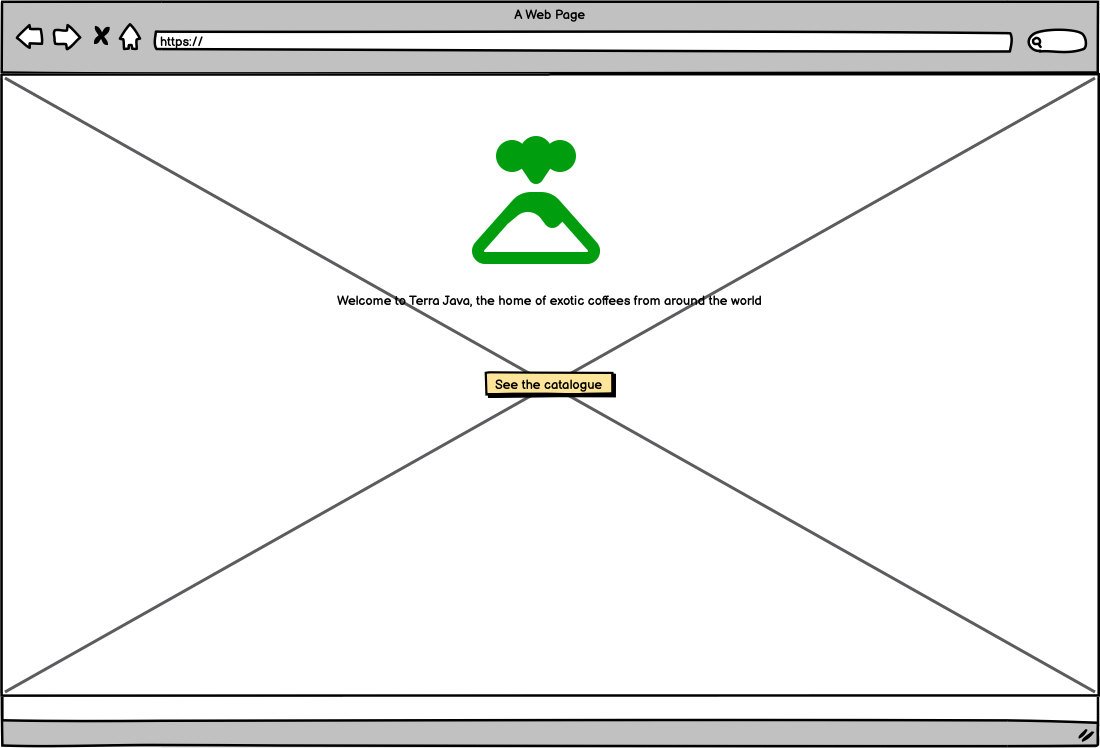 A Web Page
https://
Welcome to Terra Java, the home of exotic coffees from around the world
See the catalogue